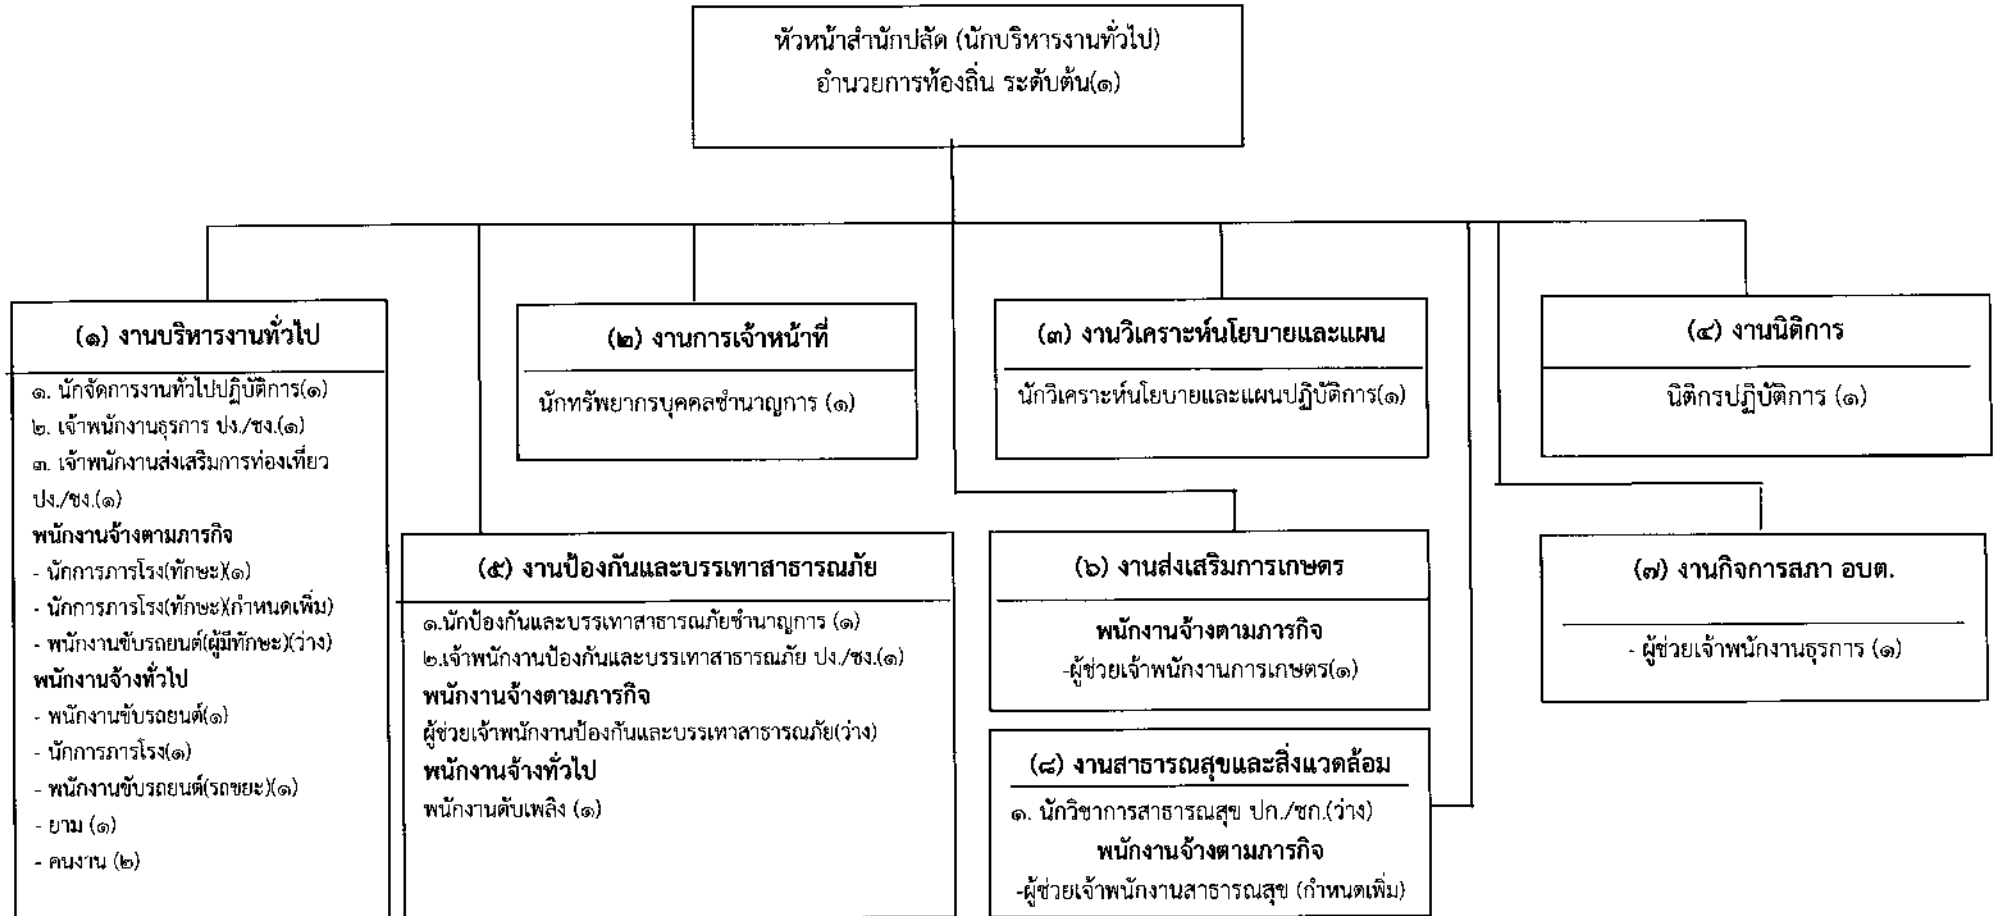 หัวหน้าสำนักปลัด (นักบริหารงานทั่วไป)
อำนวยการท้องถิ่น ระดับต้น(๑)
(๑) งานบริหารงานทั่วไป
๑. นักจัดการงานทั่วไปปฏิบัติการ(๑)
๒. เจ้าพนักงานธุรการ ปง./ชง.(๑)
๓. เจ้าพนักงานส่งเสริมการท่องเที่ยว
ปง./ชง.(๑)
พนักงานจ้างตามภารกิจ
- นักการภารโรง(ทักษะ)(๑)
- นักการภารโรง(ทักษะ)(กำหนดเพิ่ม)
- พนักงานขับรถยนต์(ผู้มีทักษะ)(ว่าง)
พนักงานจ้างทั่วไป
- พนักงานขับรถยนต์(๑)
- นักการภารโรง(๑)
- พนักงานขับรถยนต์(รถขยะ)(๑)
- ยาม (๑)
- คนงาน (๒)
(๒) งานการเจ้าหน้าที่
นักทรัพยากรบุคคลชำนาญการ (๑)
(๓) งานวิเคราะห์นโยบายและแผน
นักวิเคราะห์นโยบายและแผนปฏิบัติการ(๑)
(๔) งานนิติการ
นิติกรปฏิบัติการ (๑)
(๕) งานป้องกันและบรรเทาสาธารณภัย
๑.นักป้องกันและบรรเทาสาธารณภัยชำนาญการ (๑)
๒.เจ้าพนักงานป้องกันและบรรเทาสาธารณภัย ปง./ชง.(๑)
พนักงานจ้างตามภารกิจ
ผู้ช่วยเจ้าพนักงานป้องกันและบรรเทาสาธารณภัย(ว่าง)
พนักงานจ้างทั่วไป
พนักงานดับเพลิง (๑)
(๖) งานส่งเสริมการเกษตร
พนักงานจ้างตามภารกิจ
-ผู้ช่วยเจ้าพนักงานการเกษตร(๑)
(๗) งานกิจการสภา อบต.
- ผู้ช่วยเจ้าพนักงานธุรการ (๑)
(๘) งานสาธารณสุขและสิ่งแวดล้อม
๑. นักวิชาการสาธารณสุข ปก./ชก.(ว่าง)
พนักงานจ้างตามภารกิจ
-ผู้ช่วยเจ้าพนักงานสาธารณสุข (กำหนดเพิ่ม)